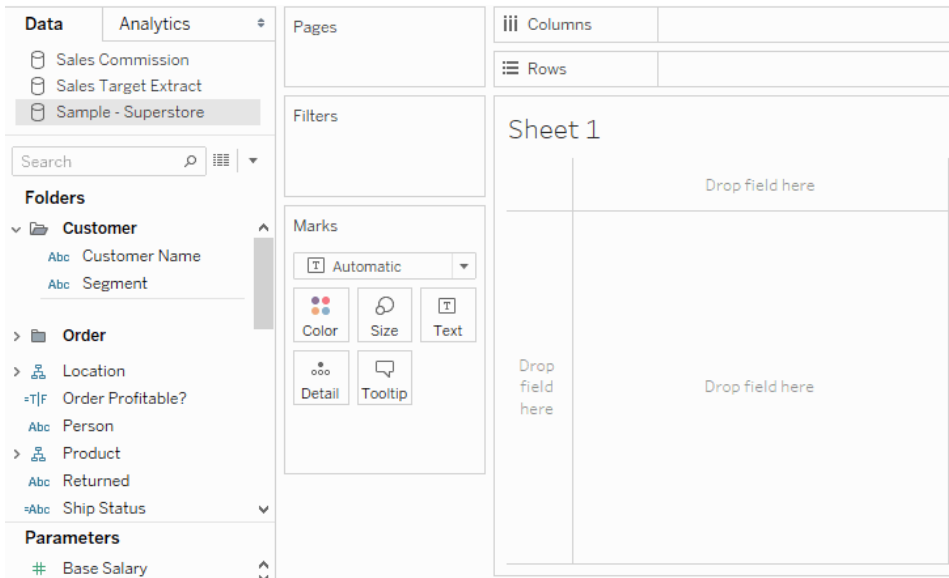 Data
Analytics
Sales Commission
Sales Target Extract
Sample - Superstore
Search
Folders
Customer
Abc Customer Name
Abc Segment
Order
Location
=T|F Order Profitable?
Abc Person
Product
Abc Returned
=Abc Ship Status
Parameters
# Base Salary
Pages
Filters
Marks
T Automatic
Color Size T Text
Detail Tooltip
iii Columns
Rows
Sheet 1
Drop field here
Drop
field
here
Drop field here